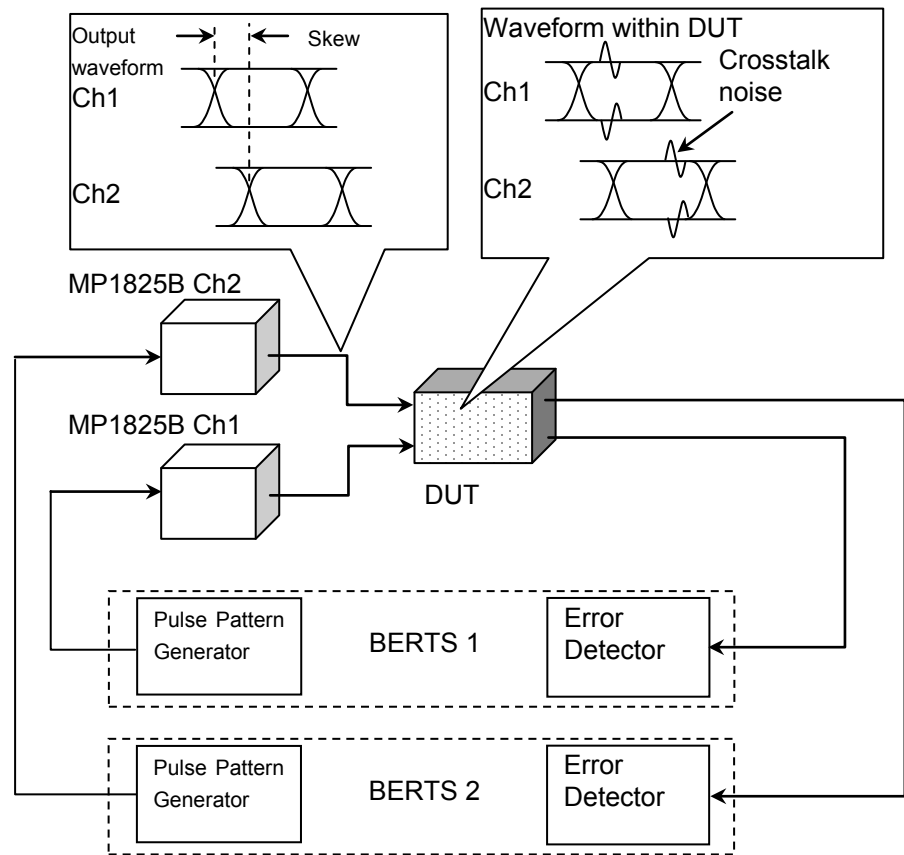 Output
waveform
Skew
Ch1
Ch2
Waveform within DUT
Crosstalk
noise
Ch1
Ch2
MP1825B Ch2
MP1825B Ch1
DUT
Pulse Pattern
Generator
BERTS 1
Error
Detector
Pulse Pattern
Generator
BERTS 2
Error
Detector